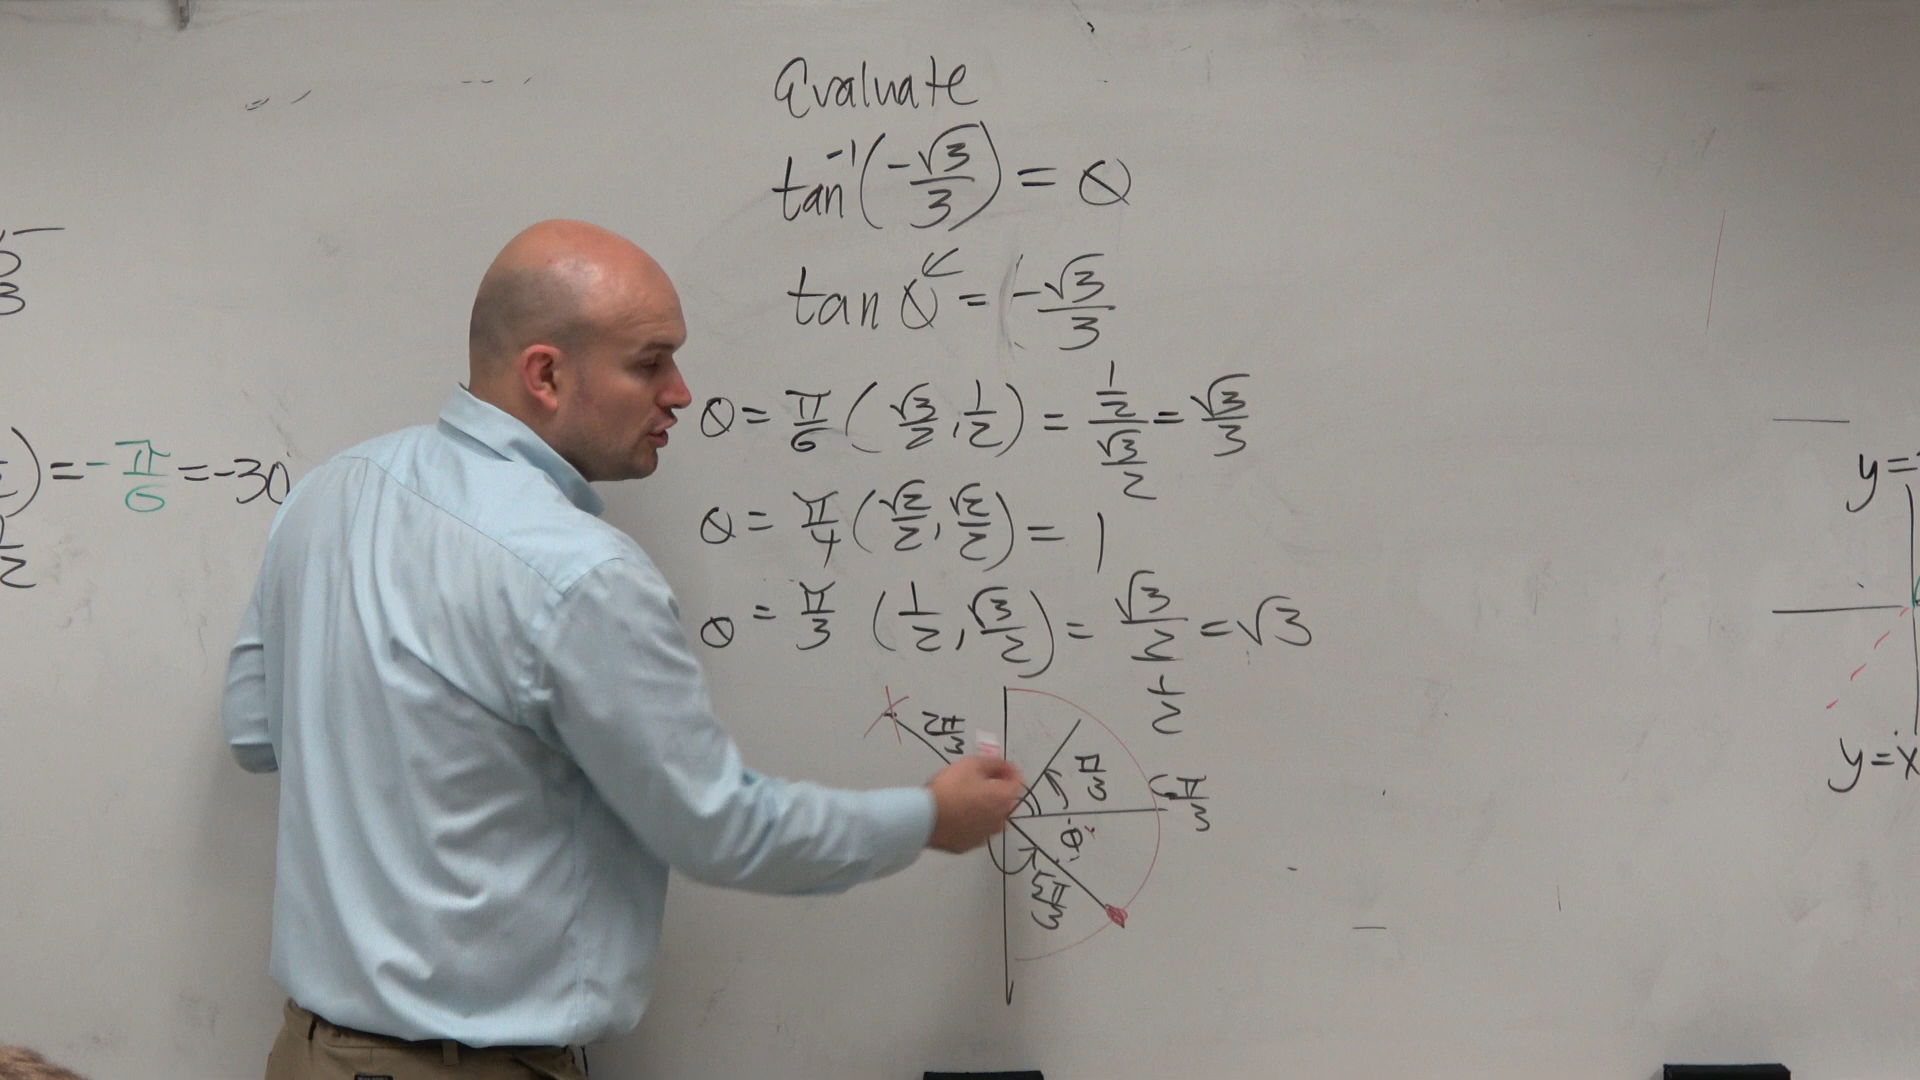 Evaluate
tan⁻¹(-√3/3) = θ
tan θ = -√3/3
θ = π/6 (√3/2, 1/2) = (1/2)/(√3/2) = √3/3
) = -π/6 = -30
θ = π/4 (√2/2, √2/2) = 1
θ = π/3 (1/2, √3/2) = (√3/2)/(1/2) = √3
y =
2π/3
π/3
θ
5π/3
y = x